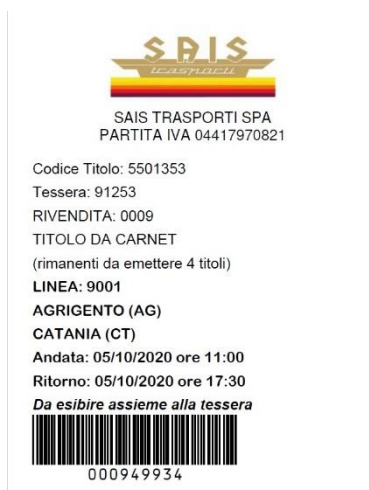 SAIS
trasporti
SAIS TRASPORTI SPA
PARTITA IVA 04417970821
Codice Titolo: 5501353
Tessera: 91253
RIVENDITA: 0009
TITOLO DA CARNET
(rimanenti da emettere 4 titoli)
LINEA: 9001
AGRIGENTO (AG)
CATANIA (CT)
Andata: 05/10/2020 ore 11:00
Ritorno: 05/10/2020 ore 17:30
Da esibire assieme alla tessera
000949934